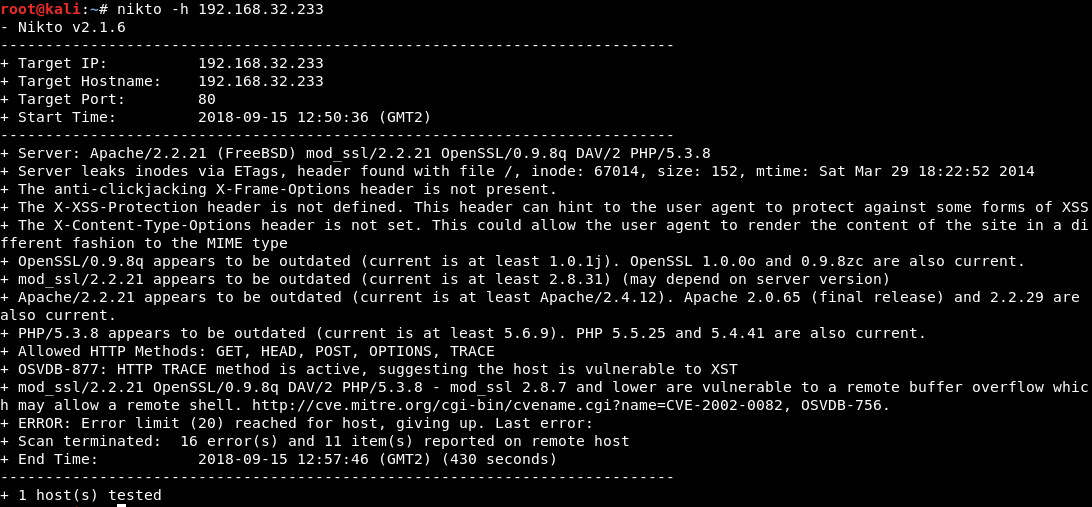 root@kali:~# nikto -h 192.168.32.233
- Nikto v2.1.6
---------------------------------------------------------------------------
+ Target IP:          192.168.32.233
+ Target Hostname:    192.168.32.233
+ Target Port:        80
+ Start Time:         2018-09-15 12:50:36 (GMT2)
---------------------------------------------------------------------------
+ Server: Apache/2.2.21 (FreeBSD) mod_ssl/2.2.21 OpenSSL/0.9.8q DAV/2 PHP/5.3.8
+ Server leaks inodes via ETags, header found with file /, inode: 67014, size: 152, mtime: Sat Mar 29 18:22:52 2014
+ The anti-clickjacking X-Frame-Options header is not present.
+ The X-XSS-Protection header is not defined. This header can hint to the user agent to protect against some forms of XSS
+ The X-Content-Type-Options header is not set. This could allow the user agent to render the content of the site in a di
fferent fashion to the MIME type
+ OpenSSL/0.9.8q appears to be outdated (current is at least 1.0.1j). OpenSSL 1.0.0o and 0.9.8zc are also current.
+ mod_ssl/2.2.21 appears to be outdated (current is at least 2.8.31) (may depend on server version)
+ Apache/2.2.21 appears to be outdated (current is at least Apache/2.4.12). Apache 2.0.65 (final release) and 2.2.29 are
also current.
+ PHP/5.3.8 appears to be outdated (current is at least 5.6.9). PHP 5.5.25 and 5.4.41 are also current.
+ Allowed HTTP Methods: GET, HEAD, POST, OPTIONS, TRACE
+ OSVDB-877: HTTP TRACE method is active, suggesting the host is vulnerable to XST
+ mod_ssl/2.2.21 OpenSSL/0.9.8q DAV/2 PHP/5.3.8 - mod_ssl 2.8.7 and lower are vulnerable to a remote buffer overflow whic
h may allow a remote shell. http://cve.mitre.org/cgi-bin/cvename.cgi?name=CVE-2002-0082, OSVDB-756.
+ ERROR: Error limit (20) reached for host, giving up. Last error:
+ Scan terminated:  16 error(s) and 11 item(s) reported on remote host
+ End Time:           2018-09-15 12:57:46 (GMT2) (430 seconds)
---------------------------------------------------------------------------
+ 1 host(s) tested